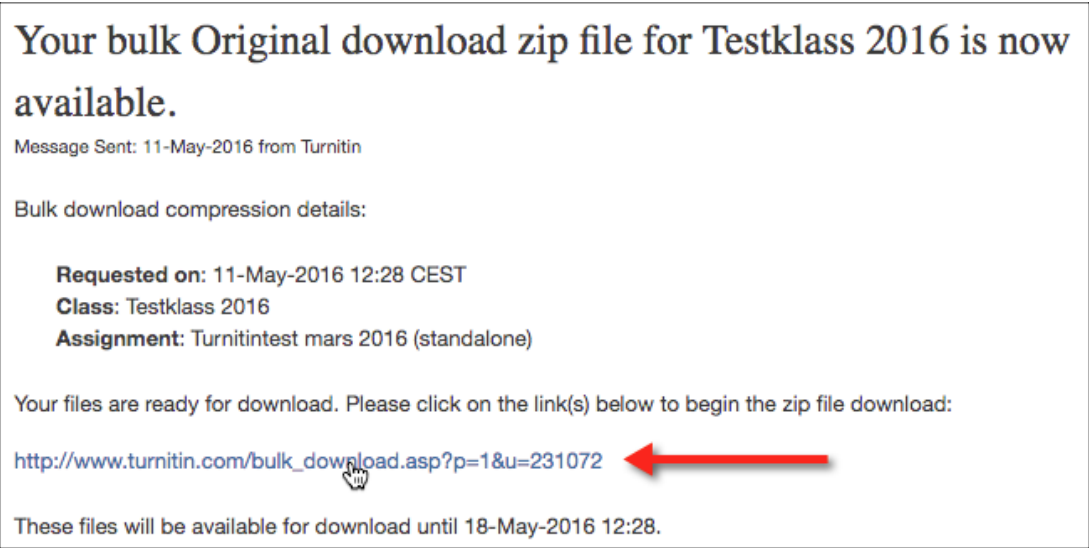 Your bulk Original download zip file for Testklass 2016 is now
available.
Message Sent: 11-May-2016 from Turnitin
Bulk download compression details:
Requested on: 11-May-2016 12:28 CEST
Class: Testklass 2016
Assignment: Turnitintest mars 2016 (standalone)
Your files are ready for download. Please click on the link(s) below to begin the zip file download:
http://www.turnitin.com/bulk_download.asp?p=1&u=231072
These files will be available for download until 18-May-2016 12:28.